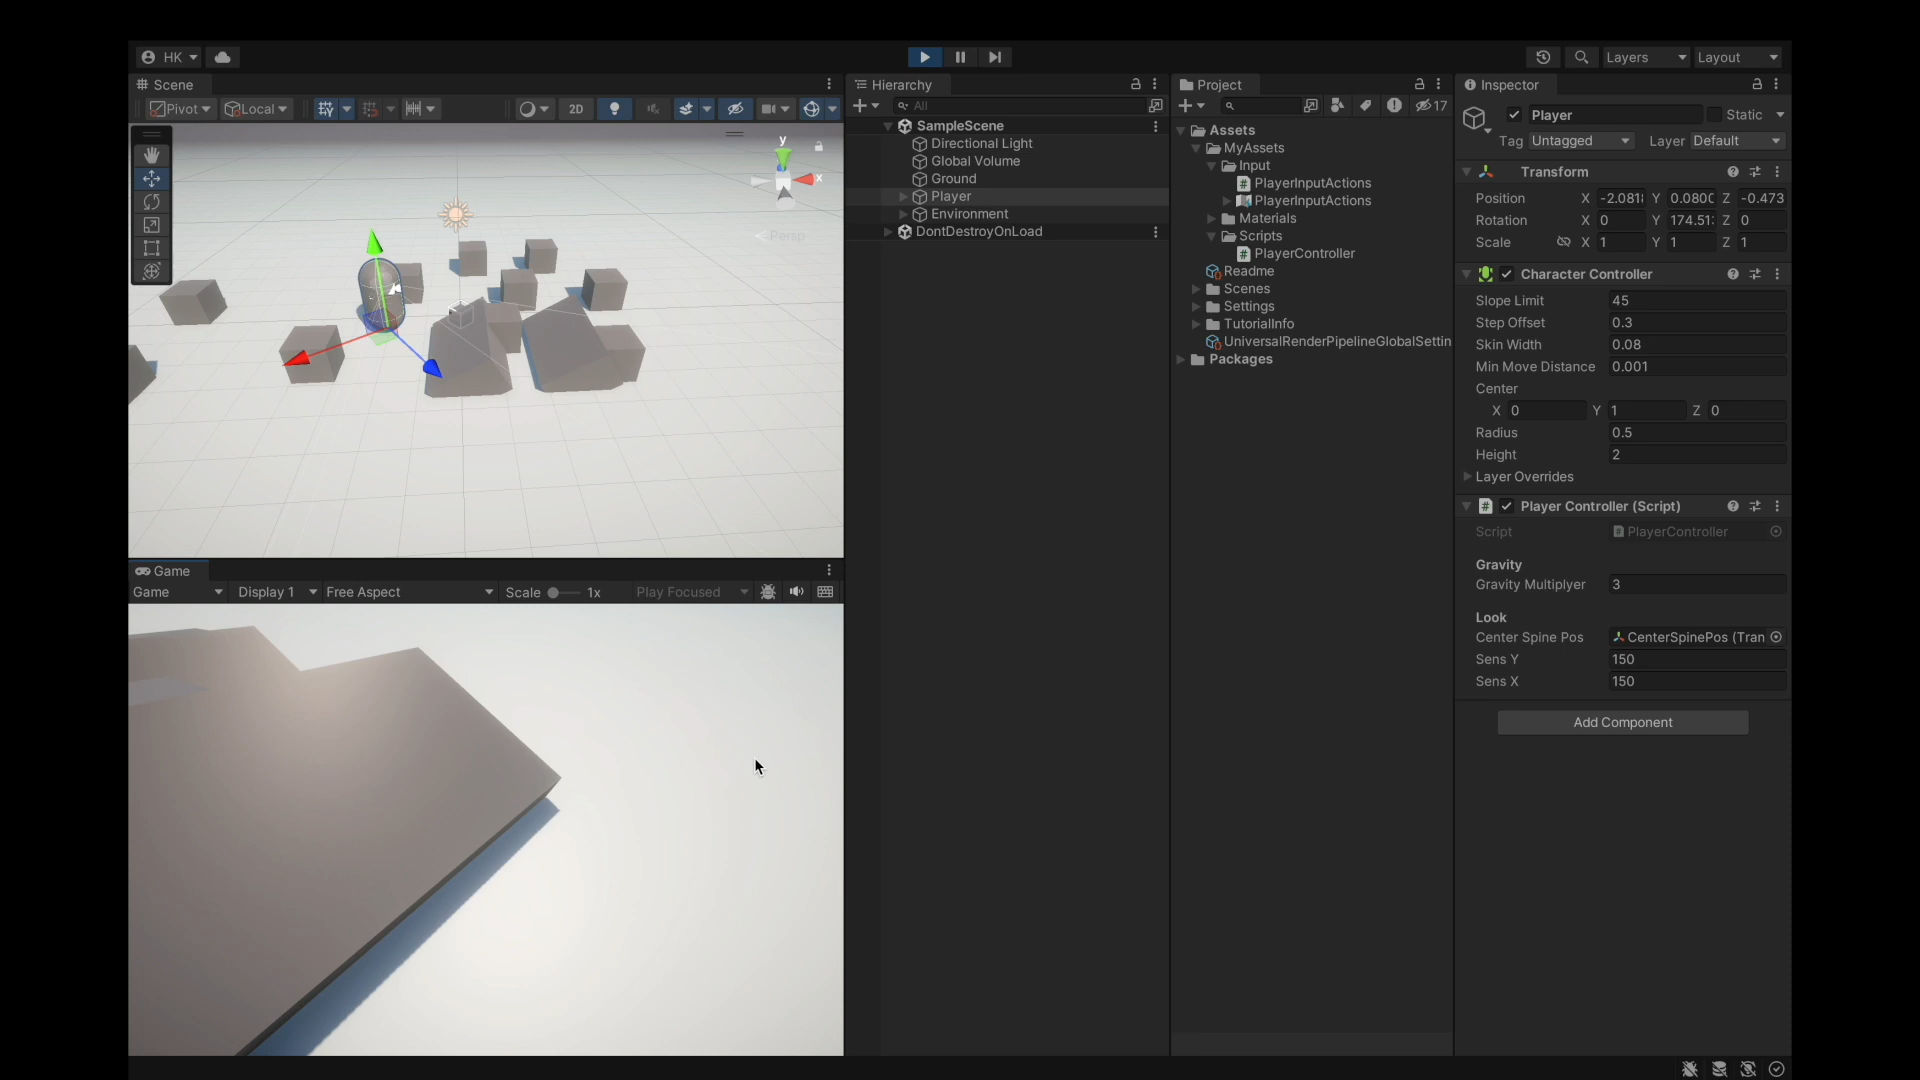 HK
Layers
Layout
Scene
Pivot
Local
2D
y
x
Persp
Game
Game
Display 1
Free Aspect
Scale
1x
Play Focused
Hierarchy
All
SampleScene
Directional Light
Global Volume
Ground
Player
Environment
DontDestroyOnLoad
Project
17
Assets
MyAssets
Input
PlayerInputActions
PlayerInputActions
Materials
Scripts
PlayerController
Readme
Scenes
Settings
TutorialInfo
UniversalRenderPipelineGlobalSettin
Packages
Inspector
Player
Static
Tag Untagged Layer Default
Transform
Position X -2.081 Y 0.080 Z -0.473
Rotation X 0 Y 174.51 Z 0
Scale X 1 Y 1 Z 1
Character Controller
Slope Limit 45
Step Offset 0.3
Skin Width 0.08
Min Move Distance 0.001
Center
X 0 Y 1 Z 0
Radius 0.5
Height 2
Layer Overrides
Player Controller (Script)
Script PlayerController
Gravity
Gravity Multiplyer 3
Look
Center Spine Pos CenterSpinePos (Tran
Sens Y 150
Sens X 150
Add Component